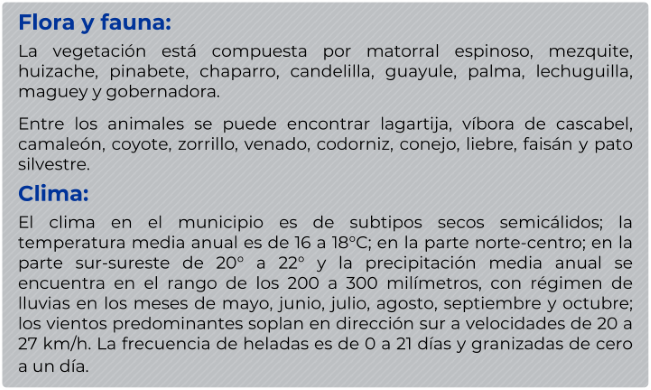 Flora y fauna:
La vegetación está compuesta por matorral espinoso, mezquite,
huizache, pinabete, chaparro, candelilla, guayule, palma, lechuguilla,
maguey y gobernadora.
Entre los animales se puede encontrar lagartija, víbora de cascabel,
camaleón, coyote, zorrillo, venado, codorniz, conejo, liebre, faisán y pato
silvestre.
Clima:
El clima en el municipio es de subtipos secos semicálidos; la
temperatura media anual es de 16 a 18°C; en la parte norte-centro; en la
parte sur-sureste de 20° a 22° y la precipitación media anual se
encuentra en el rango de los 200 a 300 milímetros, con régimen de
lluvias en los meses de mayo, junio, julio, agosto, septiembre y octubre;
los vientos predominantes soplan en dirección sur a velocidades de 20 a
27 km/h. La frecuencia de heladas es de 0 a 21 días y granizadas de cero
a un día.